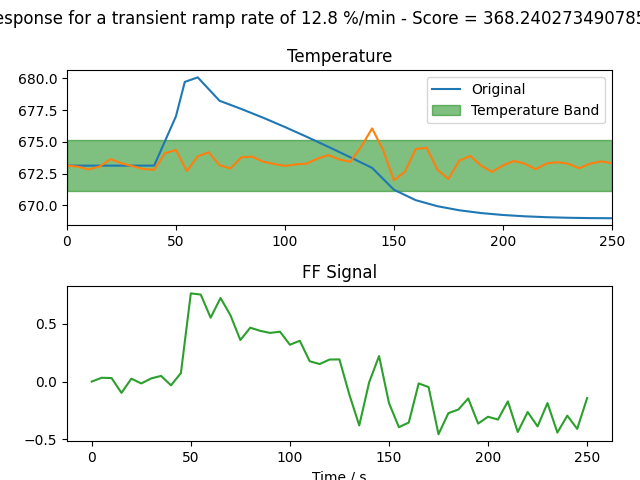 esponse for a transient ramp rate of 12.8 %/min - Score = 368.240273490785
Temperature
680.0
677.5
675.0
672.5
670.0
Original
Temperature Band
0 50 100 150 200 250
FF Signal
0.5
0.0
−0.5
0 50 100 150 200 250
Time / s